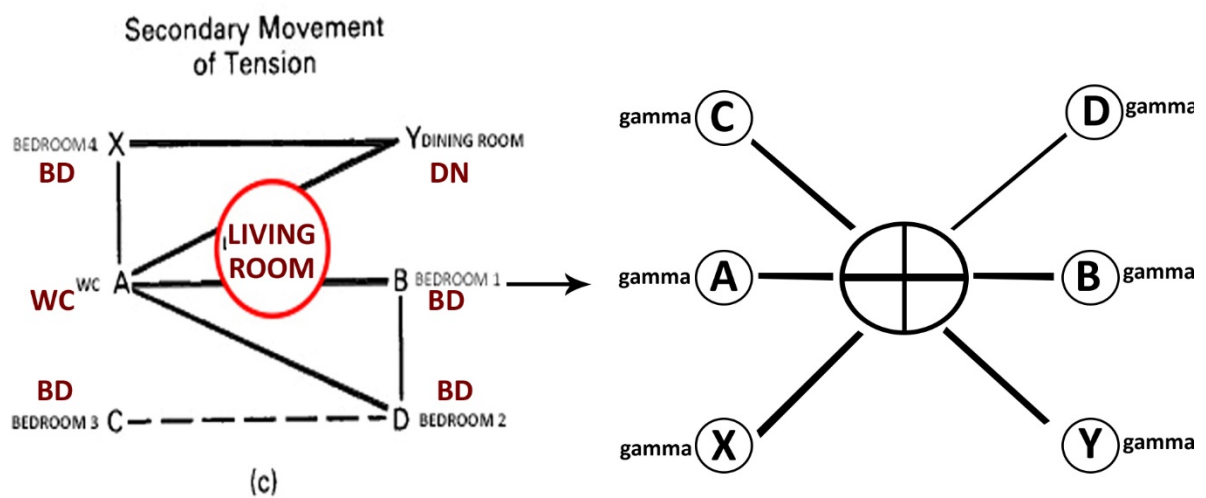 Secondary Movement
of Tension
BEDROOM 4 X
BD
Y DINING ROOM
DN
LIVING
ROOM
WC A
WC
B BEDROOM 1
BD
BD
BEDROOM 3 C
BD
D BEDROOM 2
(c)
gamma C
D gamma
gamma A
B gamma
gamma X
Y gamma